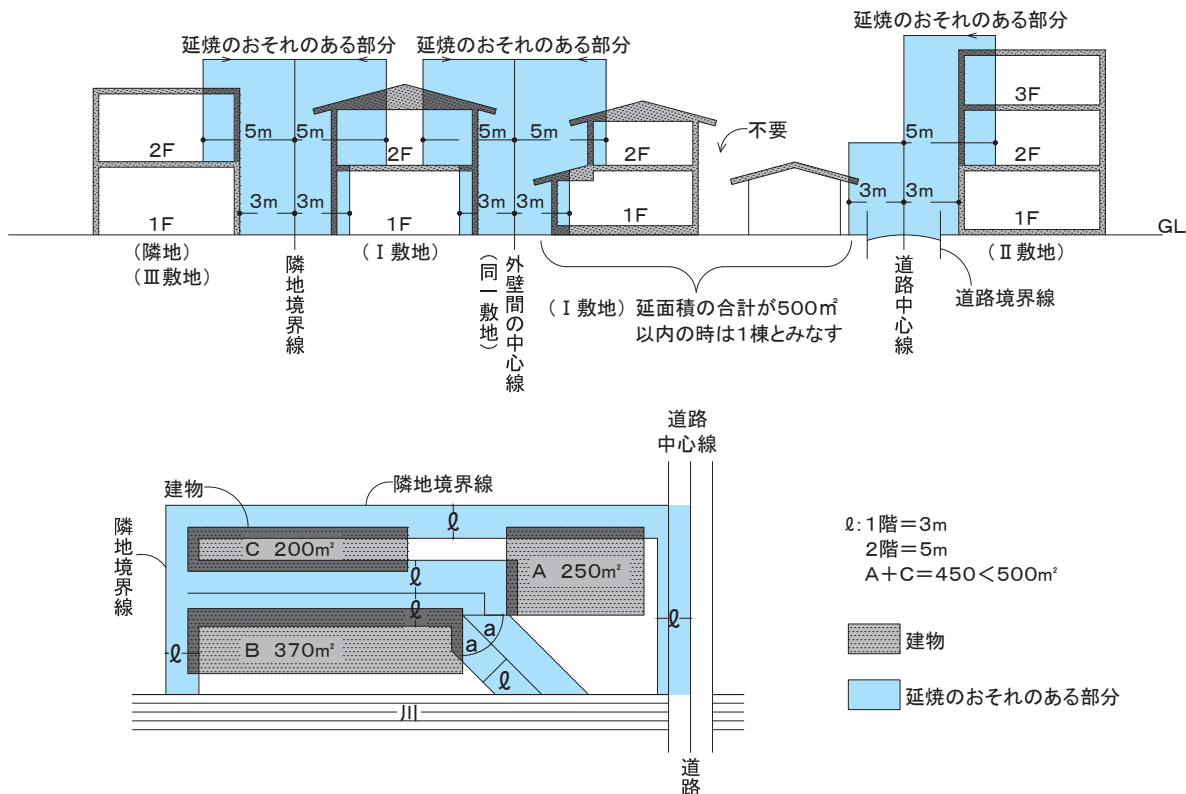 延焼のおそれのある部分
延焼のおそれのある部分
延焼のおそれのある部分
5m
5m
5m
5m
5m
不要
3F
2F
2F
2F
2F
3m
3m
3m
3m
3m
3m
1F
1F
1F
1F
GL
(隣地)
(Ⅲ敷地)
隣地境界線
(Ⅰ敷地)
外壁間の中心線
(同一敷地)
(Ⅰ敷地) 延面積の合計が500㎡
以内の時は1棟とみなす
道路中心線
道路境界線
(Ⅱ敷地)
道路
中心線
建物
隣地境界線
隣地境界線
ℓ
C 200㎡
A 250㎡
ℓ
ℓ
ℓ
ℓ
a
a
B 370㎡
ℓ
川
道路
ℓ:1階=3m
2階=5m
A+C=450<500㎡
建物
延焼のおそれのある部分